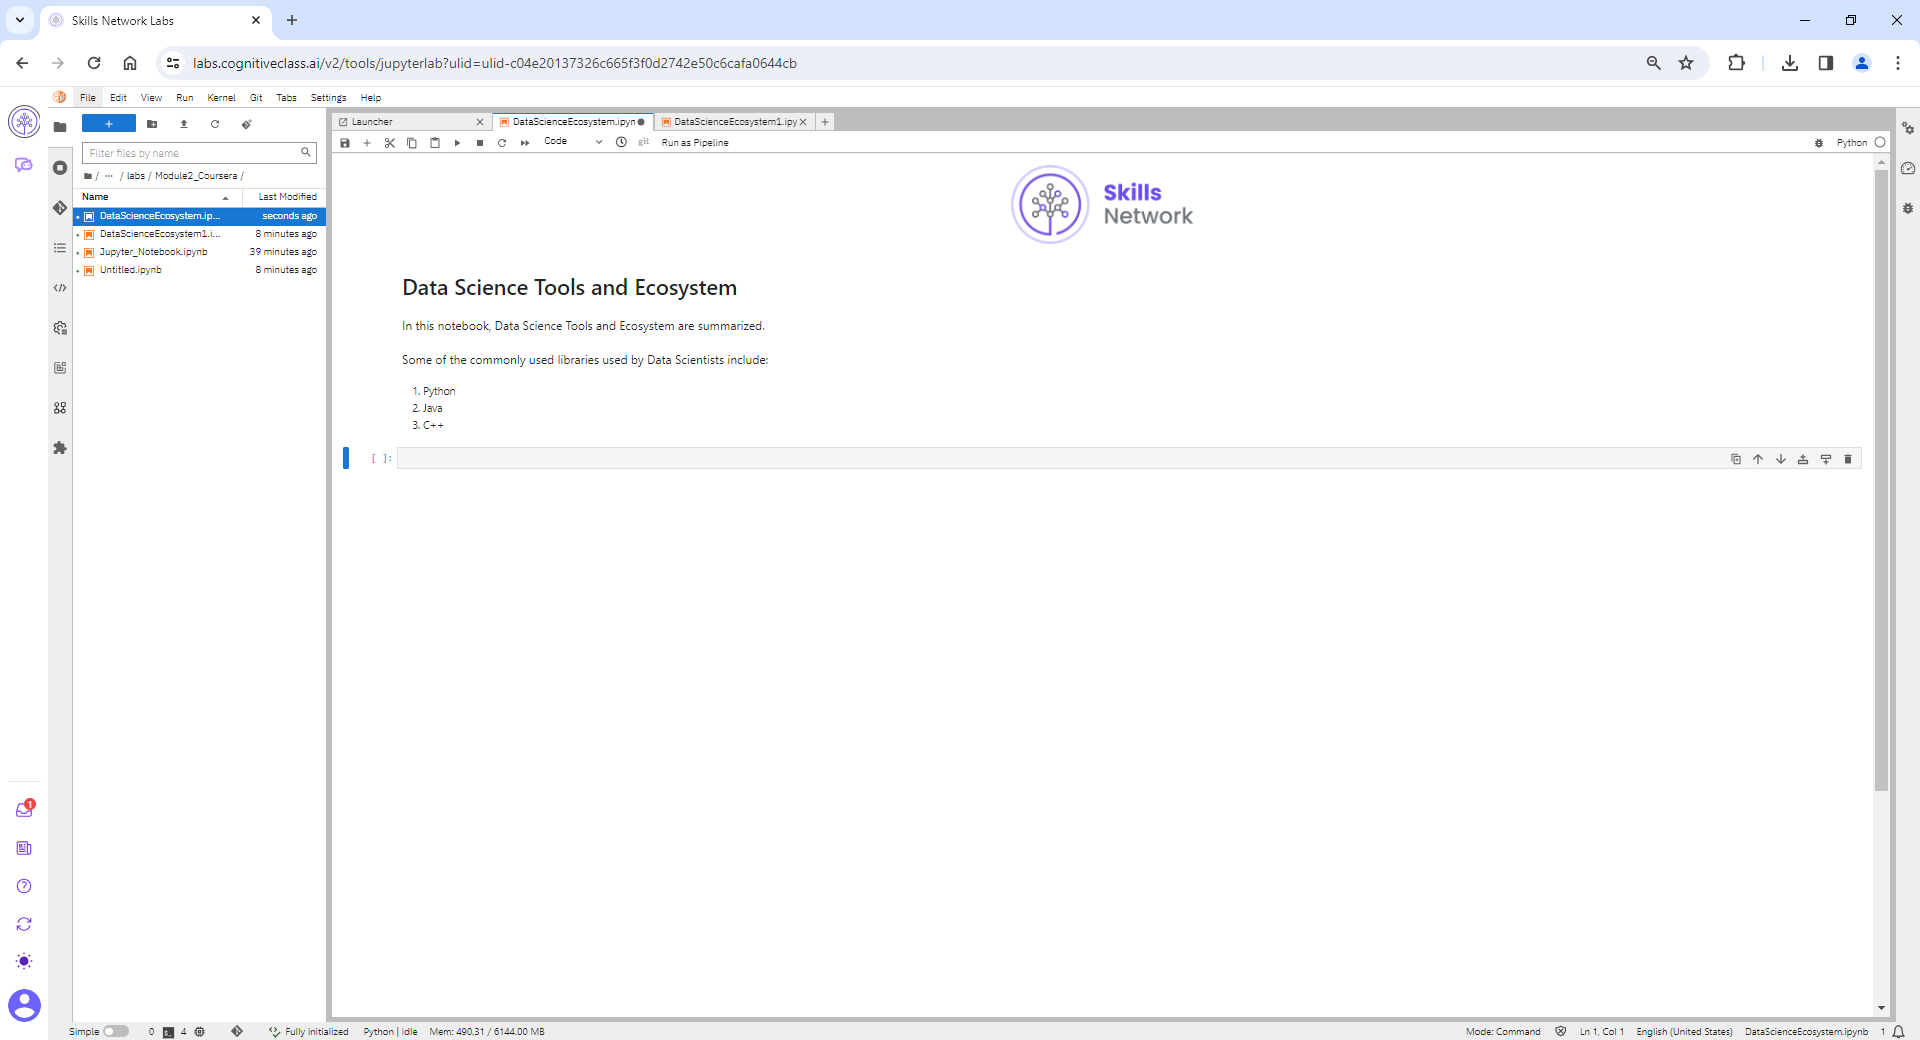 Skills Network Labs
labs.cognitiveclass.ai/v2/tools/jupyterlab?ulid=ulid-c04e20137326c665f3f0d2742e50c6cafa0644cb
File Edit View Run Kernel Git Tabs Settings Help
Launcher
DataScienceEcosystem.ipyn
DataScienceEcosystem1.ipy
Code
git
Run as Pipeline
Python
Filter files by name
/ ··· / labs / Module2_Coursera /
Name Last Modified
DataScienceEcosystem.ip... seconds ago
DataScienceEcosystem1.i... 8 minutes ago
Jupyter_Notebook.ipynb 39 minutes ago
Untitled.ipynb 8 minutes ago
Skills
Network
Data Science Tools and Ecosystem
In this notebook, Data Science Tools and Ecosystem are summarized.
Some of the commonly used libraries used by Data Scientists include:
1. Python
2. Java
3. C++
[ ]:
1
Simple 0 4 Fully initialized Python | Idle Mem: 490.31 / 6144.00 MB Mode: Command Ln 1, Col 1 English (United States) DataScienceEcosystem.ipynb 1